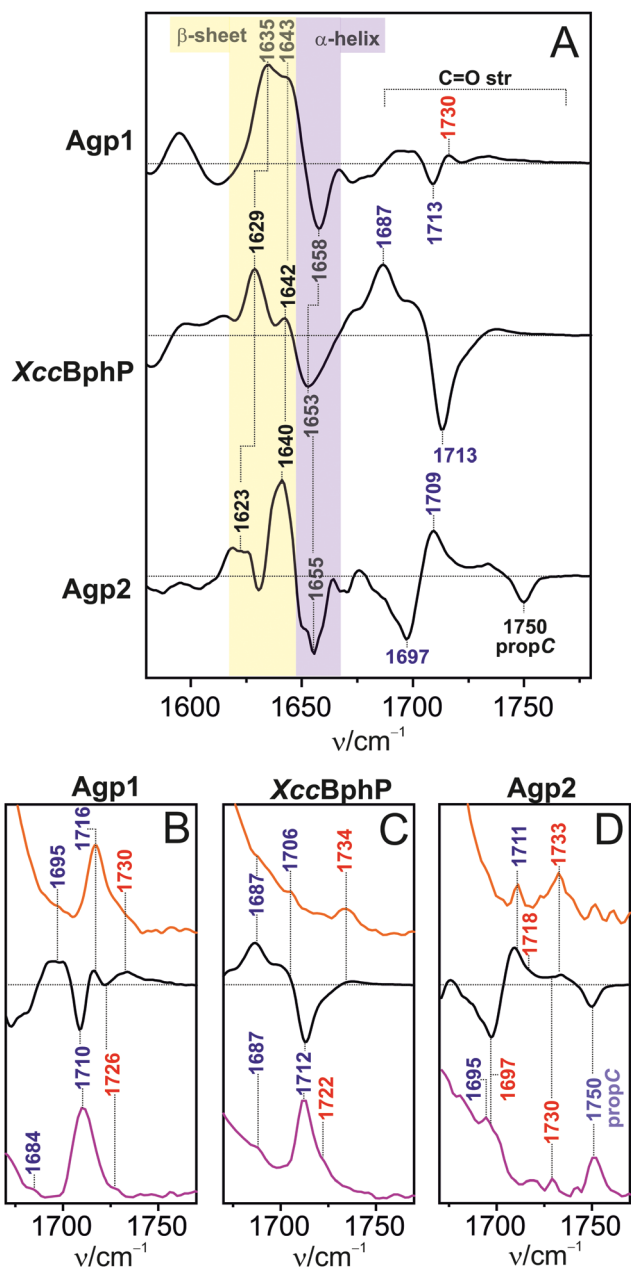 β-sheet
1635
1643
α-helix
A
C=O str
Agp1
1730
1713
1629
1642
1658
1687
XccBphP
1653
1713
1623
1640
1709
Agp2
1655
1697
1750
propC
1600 1650 1700 1750
ν/cm⁻¹
Agp1
B
1695
1716
1730
1710
1726
1684
1700 1750
ν/cm⁻¹
XccBphP
C
1687
1706
1734
1687
1712
1722
1700 1750
ν/cm⁻¹
Agp2
D
1711
1733
1718
1695
1697
1730
1750
propC
1700 1750
ν/cm⁻¹